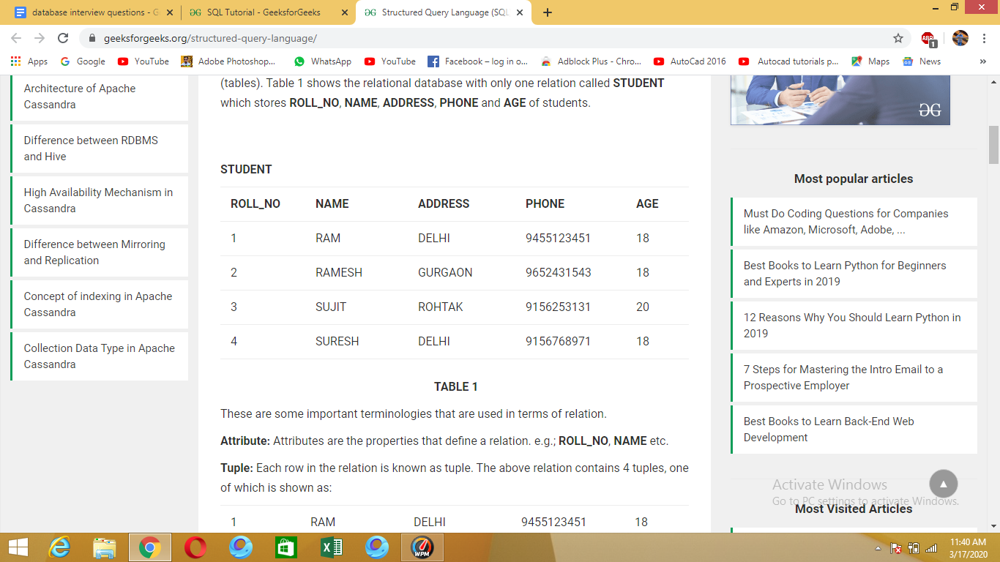 database interview questions - G
SQL Tutorial - GeeksforGeeks
Structured Query Language (SQL
geeksforgeeks.org/structured-query-language/
ABP
1
Apps
Google
YouTube
Adobe Photoshop...
WhatsApp
YouTube
Facebook – log in o...
Adblock Plus - Chro...
AutoCad 2016
Autocad tutorials p...
Maps
News
»
Architecture of Apache
Cassandra
Difference between RDBMS
and Hive
High Availability Mechanism in
Cassandra
Difference between Mirroring
and Replication
Concept of indexing in Apache
Cassandra
Collection Data Type in Apache
Cassandra
(tables). Table 1 shows the relational database with only one relation called STUDENT
which stores ROLL_NO, NAME, ADDRESS, PHONE and AGE of students.
STUDENT
ROLL_NO NAME ADDRESS PHONE AGE
1 RAM DELHI 9455123451 18
2 RAMESH GURGAON 9652431543 18
3 SUJIT ROHTAK 9156253131 20
4 SURESH DELHI 9156768971 18
TABLE 1
These are some important terminologies that are used in terms of relation.
Attribute: Attributes are the properties that define a relation. e.g.; ROLL_NO, NAME etc.
Tuple: Each row in the relation is known as tuple. The above relation contains 4 tuples, one
of which is shown as:
1 RAM DELHI 9455123451 18
Most popular articles
Must Do Coding Questions for Companies
like Amazon, Microsoft, Adobe, ...
Best Books to Learn Python for Beginners
and Experts in 2019
12 Reasons Why You Should Learn Python in
2019
7 Steps for Mastering the Intro Email to a
Prospective Employer
Best Books to Learn Back-End Web
Development
Activate Windows
Go to PC settings to activate Windows.
Most Visited Articles
WPM
11:40 AM
3/17/2020